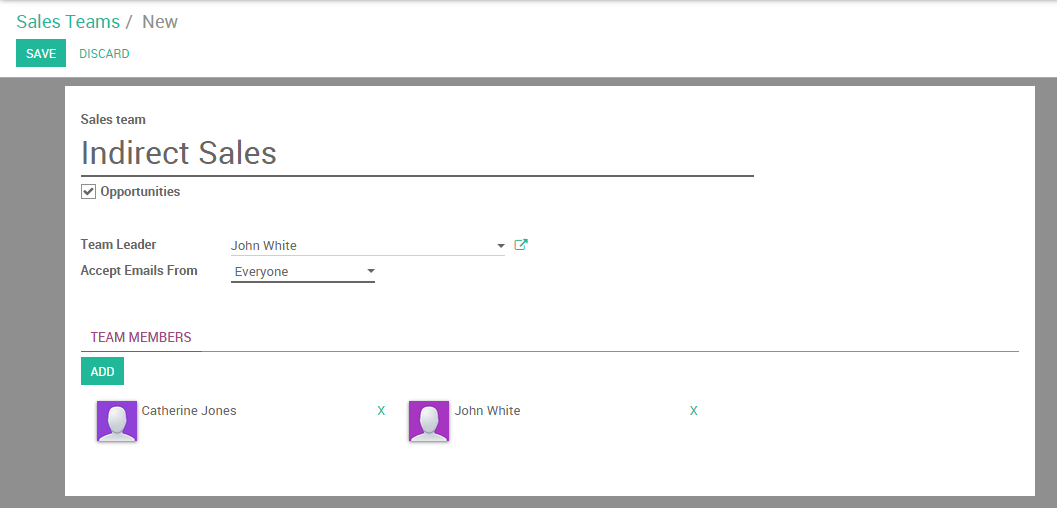 Sales Teams / New
SAVE DISCARD
Sales team
Indirect Sales
Opportunities
Team Leader John White
Accept Emails From Everyone
TEAM MEMBERS
ADD
Catherine Jones X John White X